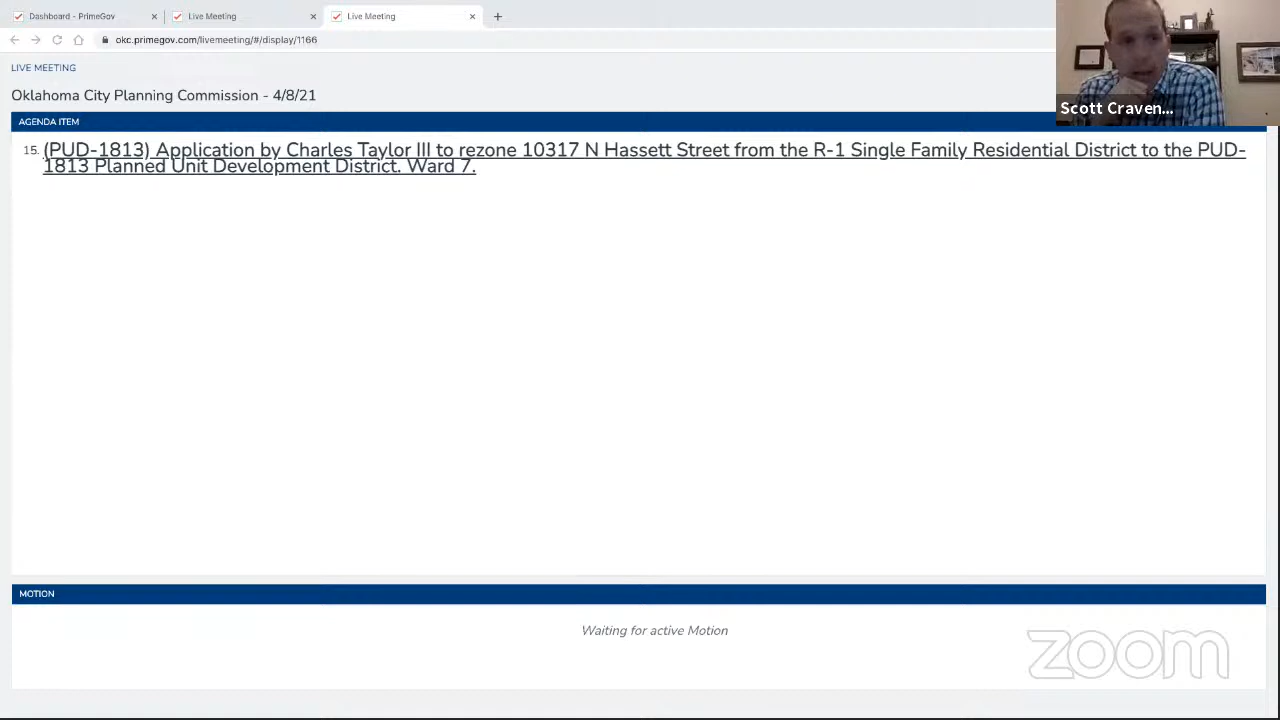 Dashboard - PrimeGov
Live Meeting
Live Meeting
okc.primegov.com/livemeeting/#/display/1166
LIVE MEETING
Oklahoma City Planning Commission - 4/8/21
Scott Craven...
AGENDA ITEM
15. (PUD-1813) Application by Charles Taylor III to rezone 10317 N Hassett Street from the R-1 Single Family Residential District to the PUD-
1813 Planned Unit Development District. Ward 7.
MOTION
Waiting for active Motion
zoom